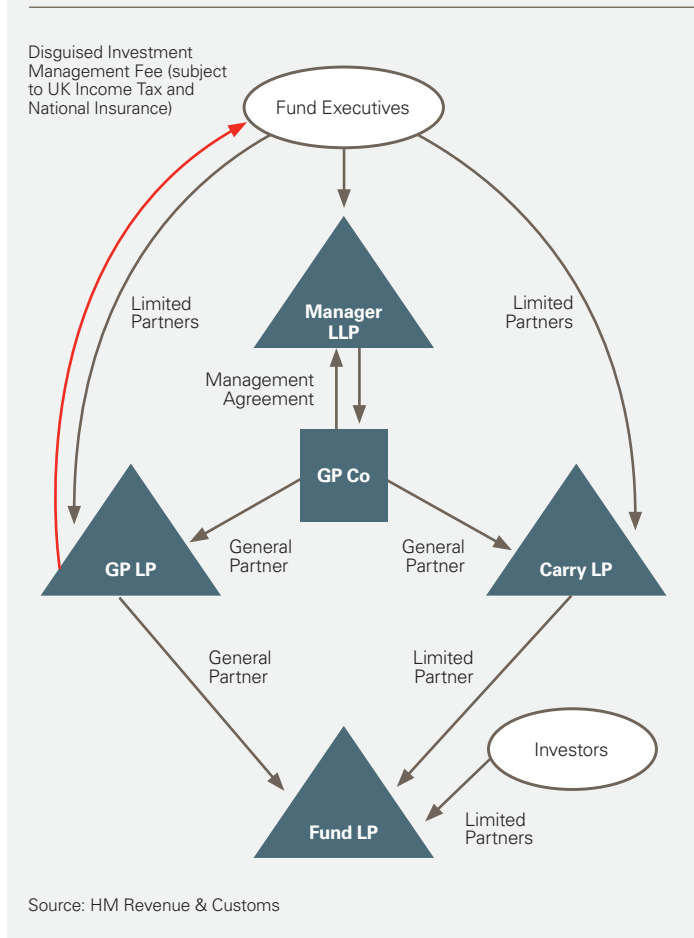 Disguised Investment
Management Fee (subject
to UK Income Tax and
National Insurance)
Fund Executives
Limited
Partners
Limited
Partners
Manager
LLP
Management
Agreement
GP Co
GP LP
General
Partner
General
Partner
Carry LP
General
Partner
Limited
Partner
Investors
Fund LP
Limited
Partners
Source: HM Revenue & Customs